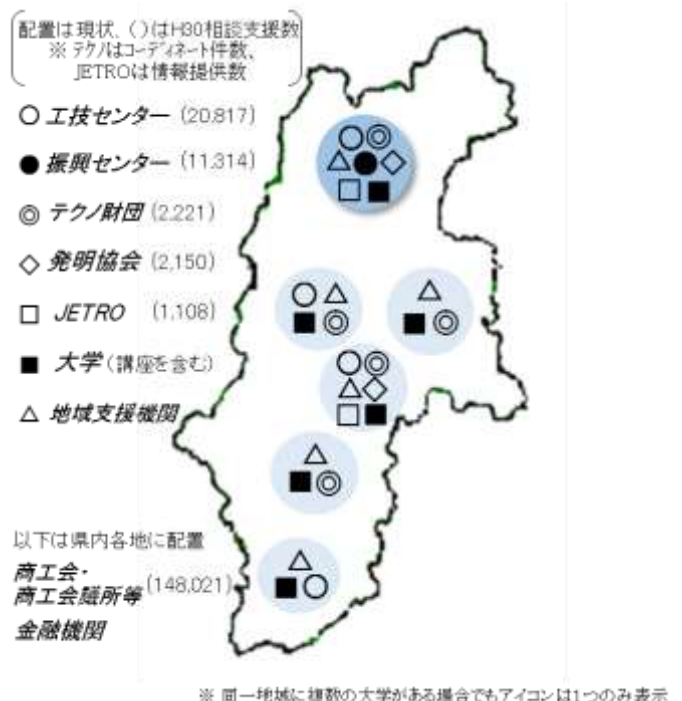 配置は現状、( )はH30相談支援数
※ テクノはコーディネート件数、
JETROは情報提供数
○ 工技センター (20,817)
● 振興センター (11,314)
◎ テクノ財団 (2,221)
◇ 発明協会 (2,150)
□ JETRO (1,108)
■ 大学 (講座を含む)
△ 地域支援機関
以下は県内各地に配置
商工会・
商工会議所等 (148,021)
金融機関
※ 同一地域に複数の大学がある場合でもアイコンは1つのみ表示